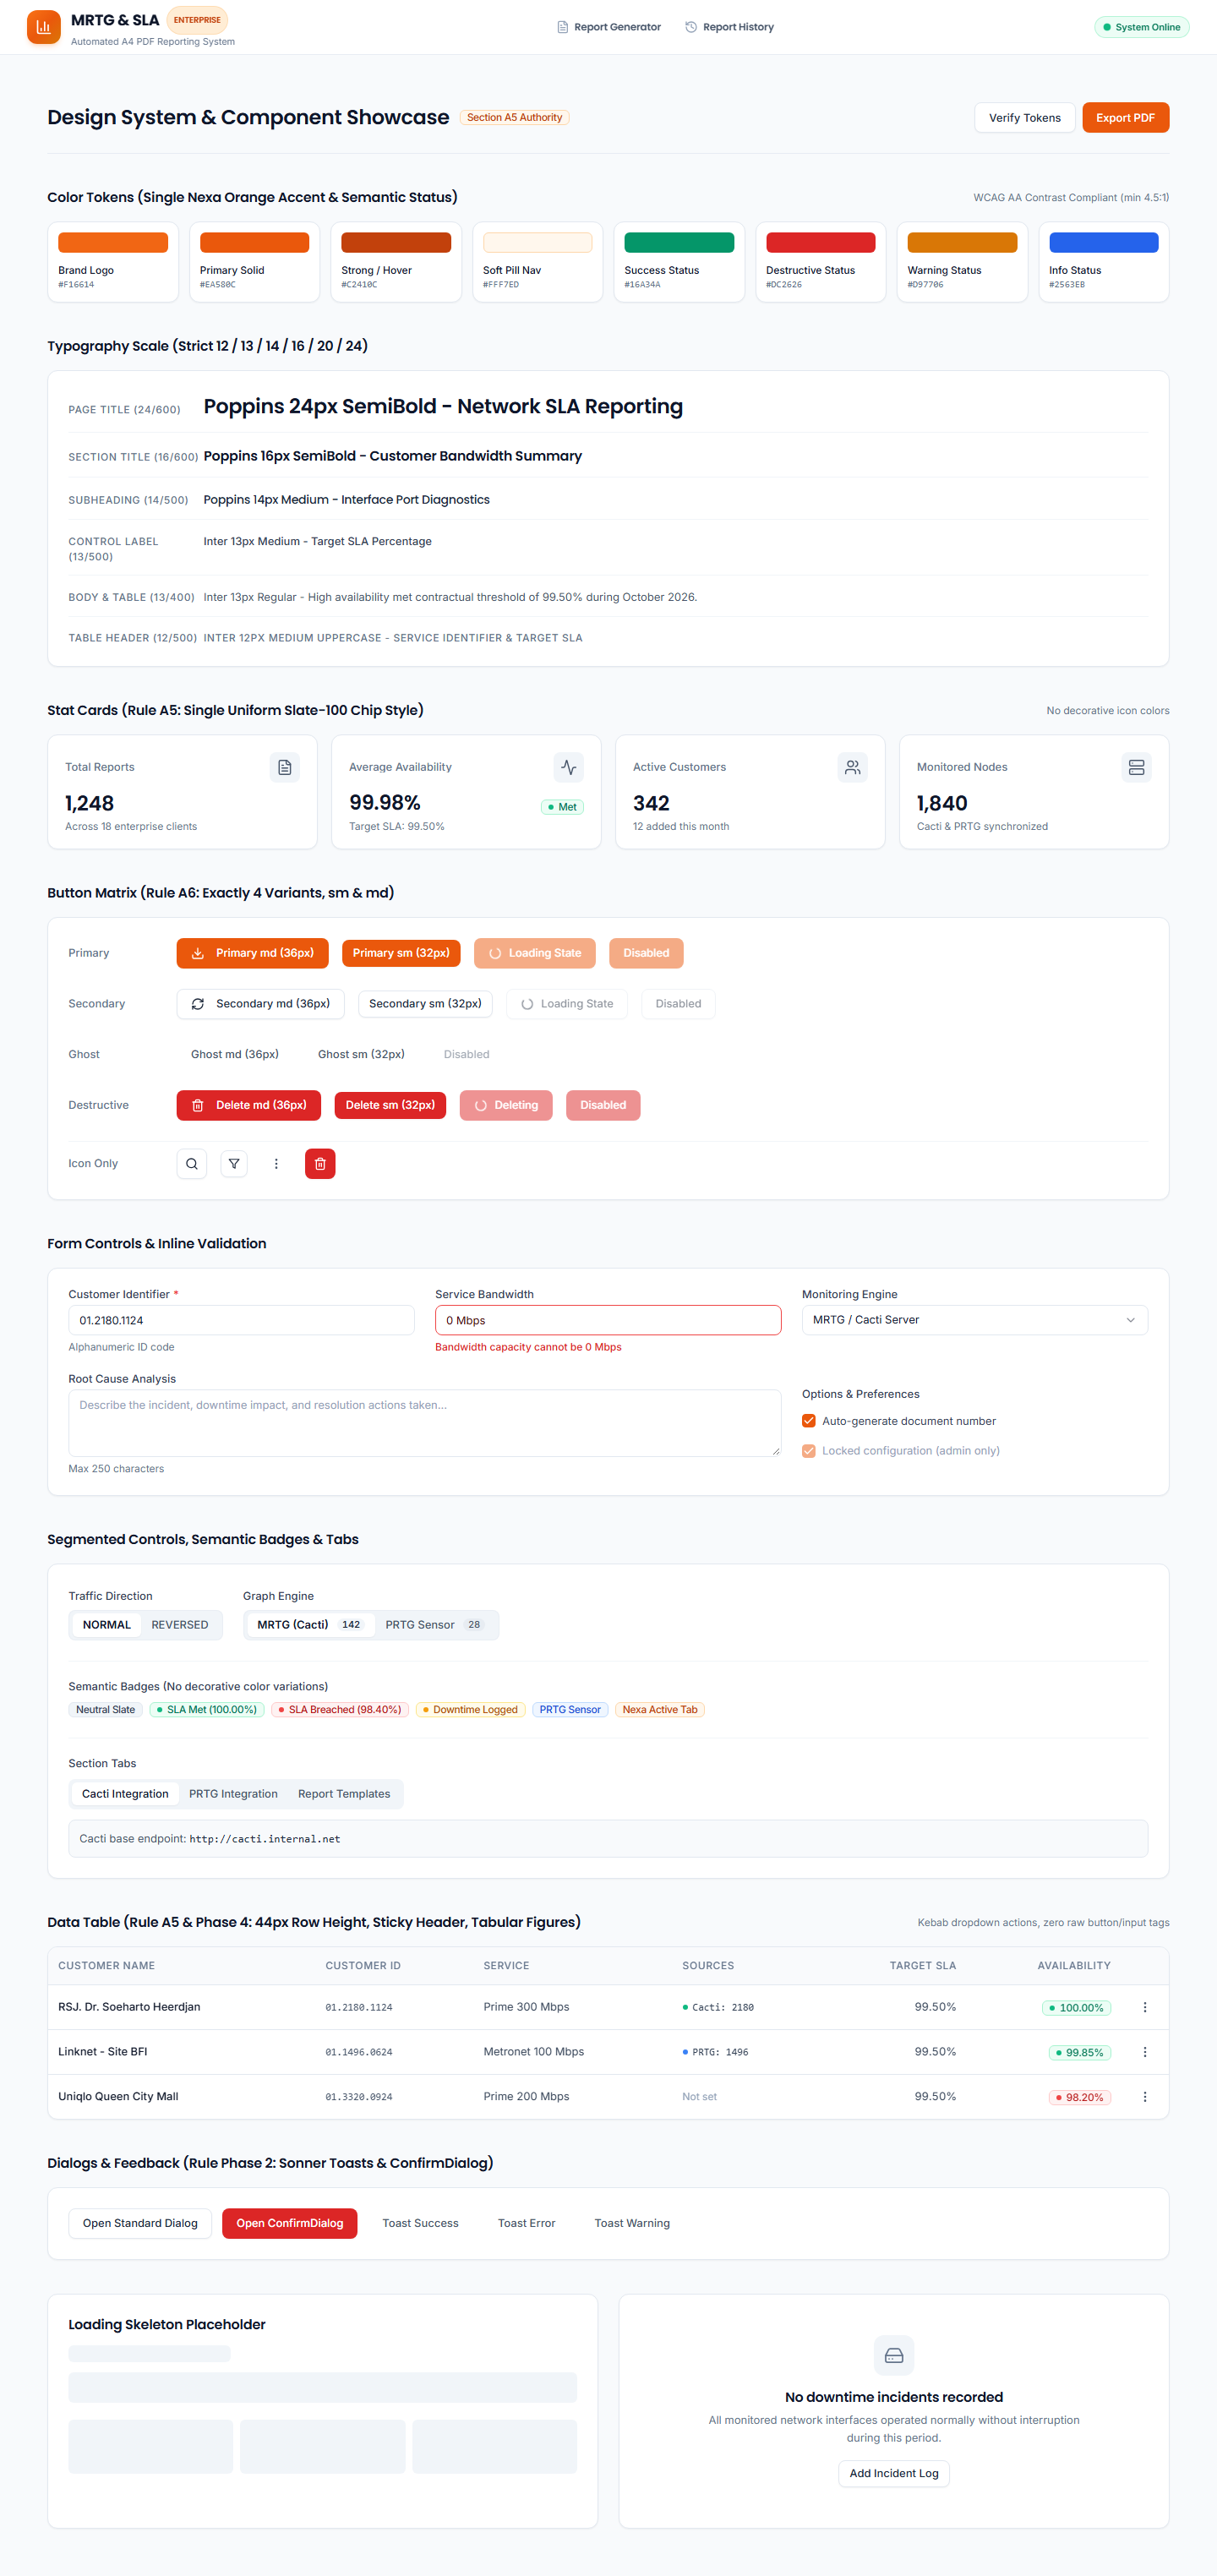 MRTG & SLA ENTERPRISE
Automated A4 PDF Reporting System
Report Generator
Report History
System Online
Design System & Component Showcase
Section A5 Authority
Verify Tokens
Export PDF
Color Tokens (Single Nexa Orange Accent & Semantic Status)
WCAG AA Contrast Compliant (min 4.5:1)
Brand Logo
#F16614
Primary Solid
#EA580C
Strong / Hover
#C2410C
Soft Pill Nav
#FFF7ED
Success Status
#16A34A
Destructive Status
#DC2626
Warning Status
#D97706
Info Status
#2563EB
Typography Scale (Strict 12 / 13 / 14 / 16 / 20 / 24)
PAGE TITLE (24/600) Poppins 24px SemiBold - Network SLA Reporting
SECTION TITLE (16/600) Poppins 16px SemiBold - Customer Bandwidth Summary
SUBHEADING (14/500) Poppins 14px Medium - Interface Port Diagnostics
CONTROL LABEL (13/500) Inter 13px Medium - Target SLA Percentage
BODY & TABLE (13/400) Inter 13px Regular - High availability met contractual threshold of 99.50% during October 2026.
TABLE HEADER (12/500) INTER 12PX MEDIUM UPPERCASE - SERVICE IDENTIFIER & TARGET SLA
Stat Cards (Rule A5: Single Uniform Slate-100 Chip Style)
No decorative icon colors
Total Reports
1,248
Across 18 enterprise clients
Average Availability
99.98%
Met
Target SLA: 99.50%
Active Customers
342
12 added this month
Monitored Nodes
1,840
Cacti & PRTG synchronized
Button Matrix (Rule A6: Exactly 4 Variants, sm & md)
Primary
Primary md (36px)
Primary sm (32px)
Loading State
Disabled
Secondary
Secondary md (36px)
Secondary sm (32px)
Loading State
Disabled
Ghost
Ghost md (36px)
Ghost sm (32px)
Disabled
Destructive
Delete md (36px)
Delete sm (32px)
Deleting
Disabled
Icon Only
Form Controls & Inline Validation
Customer Identifier *
01.2180.1124
Alphanumeric ID code
Service Bandwidth
0 Mbps
Bandwidth capacity cannot be 0 Mbps
Monitoring Engine
MRTG / Cacti Server
Root Cause Analysis
Describe the incident, downtime impact, and resolution actions taken...
Max 250 characters
Options & Preferences
Auto-generate document number
Locked configuration (admin only)
Segmented Controls, Semantic Badges & Tabs
Traffic Direction
NORMAL
REVERSED
Graph Engine
MRTG (Cacti) 142
PRTG Sensor 28
Semantic Badges (No decorative color variations)
Neutral Slate
SLA Met (100.00%)
SLA Breached (98.40%)
Downtime Logged
PRTG Sensor
Nexa Active Tab
Section Tabs
Cacti Integration
PRTG Integration
Report Templates
Cacti base endpoint: http://cacti.internal.net
Data Table (Rule A5 & Phase 4: 44px Row Height, Sticky Header, Tabular Figures)
Kebab dropdown actions, zero raw button/input tags
CUSTOMER NAME CUSTOMER ID SERVICE SOURCES TARGET SLA AVAILABILITY
RSJ. Dr. Soeharto Heerdjan 01.2180.1124 Prime 300 Mbps Cacti: 2180 99.50% 100.00%
Linknet - Site BFI 01.1496.0624 Metronet 100 Mbps PRTG: 1496 99.50% 99.85%
Uniqlo Queen City Mall 01.3320.0924 Prime 200 Mbps Not set 99.50% 98.20%
Dialogs & Feedback (Rule Phase 2: Sonner Toasts & ConfirmDialog)
Open Standard Dialog
Open ConfirmDialog
Toast Success
Toast Error
Toast Warning
Loading Skeleton Placeholder
No downtime incidents recorded
All monitored network interfaces operated normally without interruption
during this period.
Add Incident Log